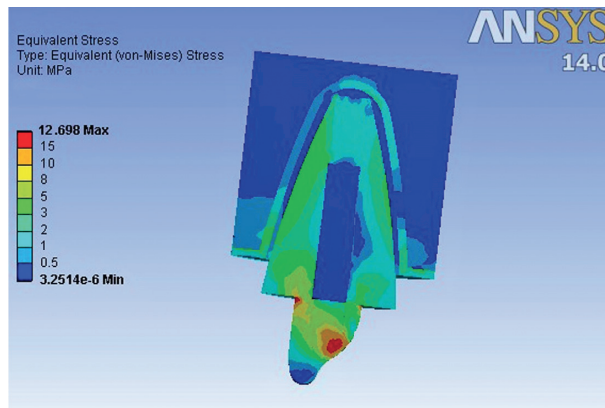 Equivalent Stress
Type: Equivalent (von-Mises) Stress
Unit: MPa
ANSYS
14.0
12.698 Max
15
10
8
5
3
2
1
0.5
3.2514e-6 Min